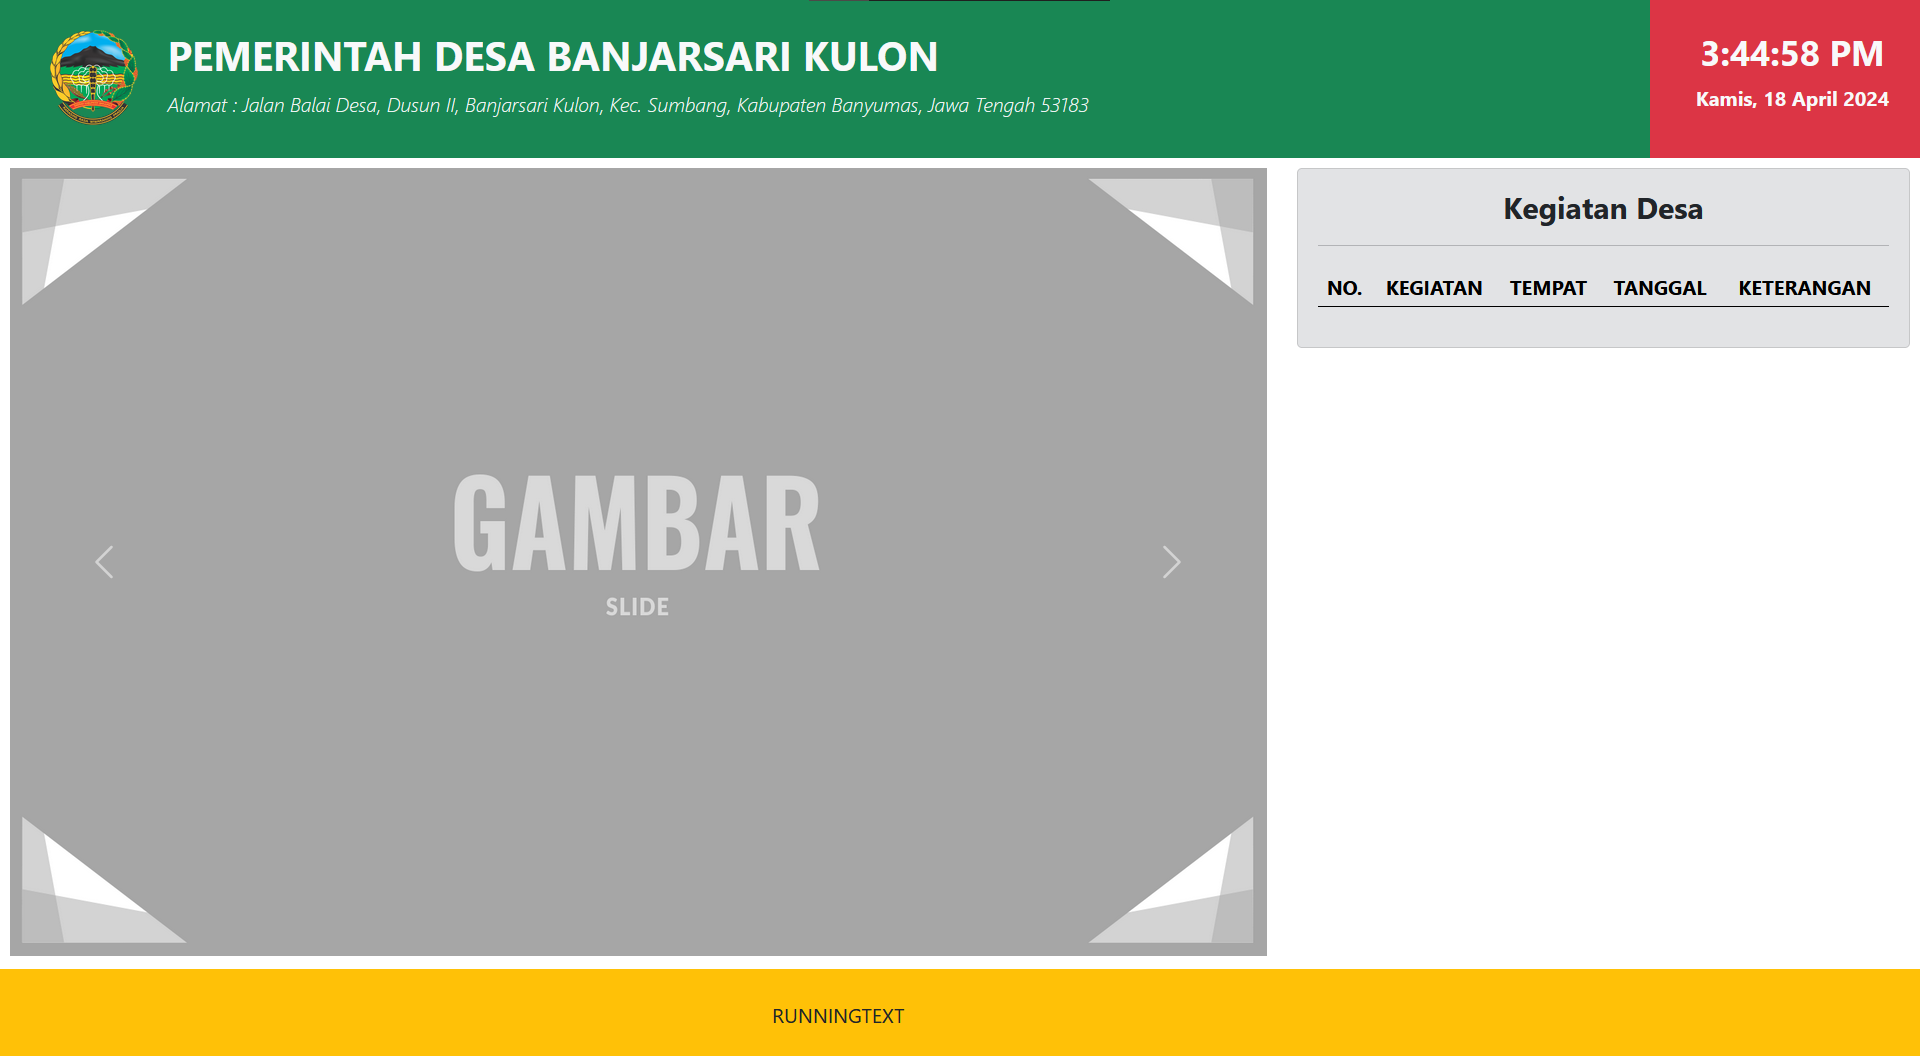 PEMERINTAH DESA BANJARSARI KULON
Alamat : Jalan Balai Desa, Dusun II, Banjarsari Kulon, Kec. Sumbang, Kabupaten Banyumas, Jawa Tengah 53183
3:44:58 PM
Kamis, 18 April 2024
GAMBAR
SLIDE
Kegiatan Desa
NO. KEGIATAN TEMPAT TANGGAL KETERANGAN
RUNNINGTEXT